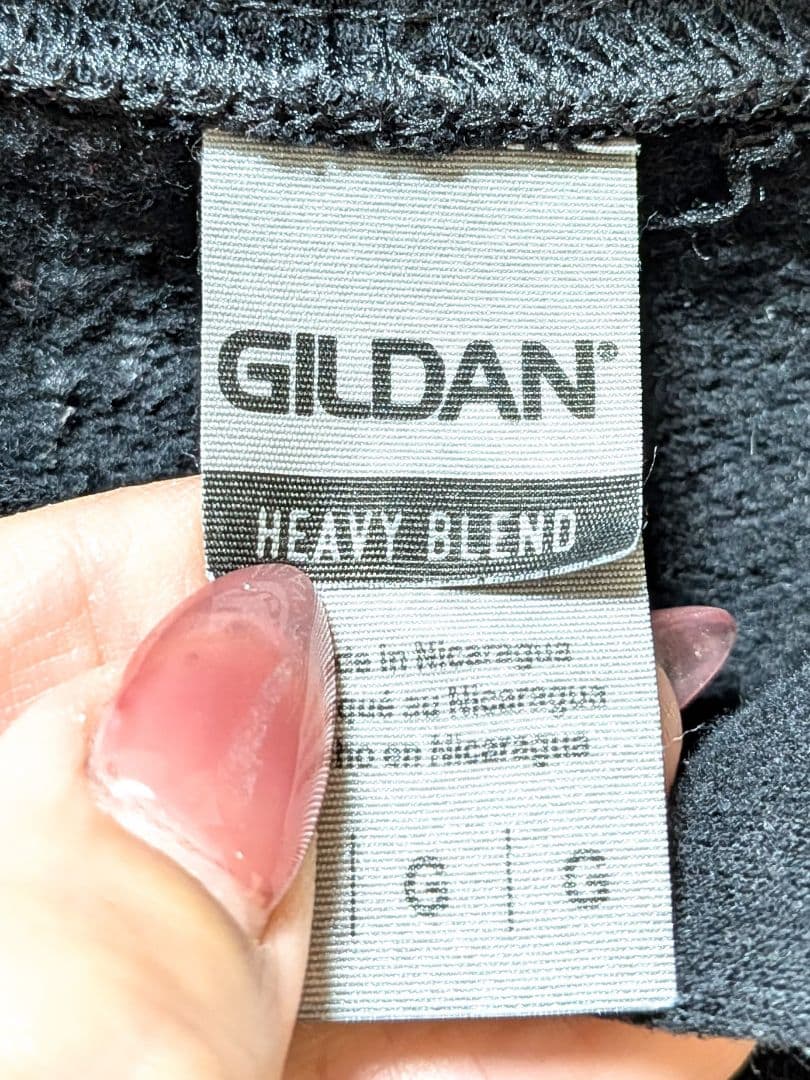 GILDAN®
HEAVY BLEND
in Nicaragua
au Nicaragua
en Nicaragua
| G | G